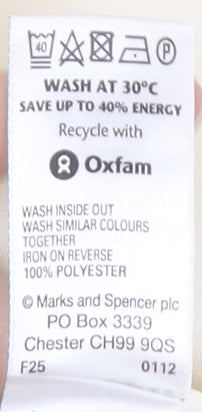 40 P
WASH AT 30°C
SAVE UP TO 40% ENERGY
Recycle with
Oxfam
WASH INSIDE OUT
WASH SIMILAR COLOURS
TOGETHER
IRON ON REVERSE
100% POLYESTER
© Marks and Spencer plc
PO Box 3339
Chester CH99 9QS
F25 0112